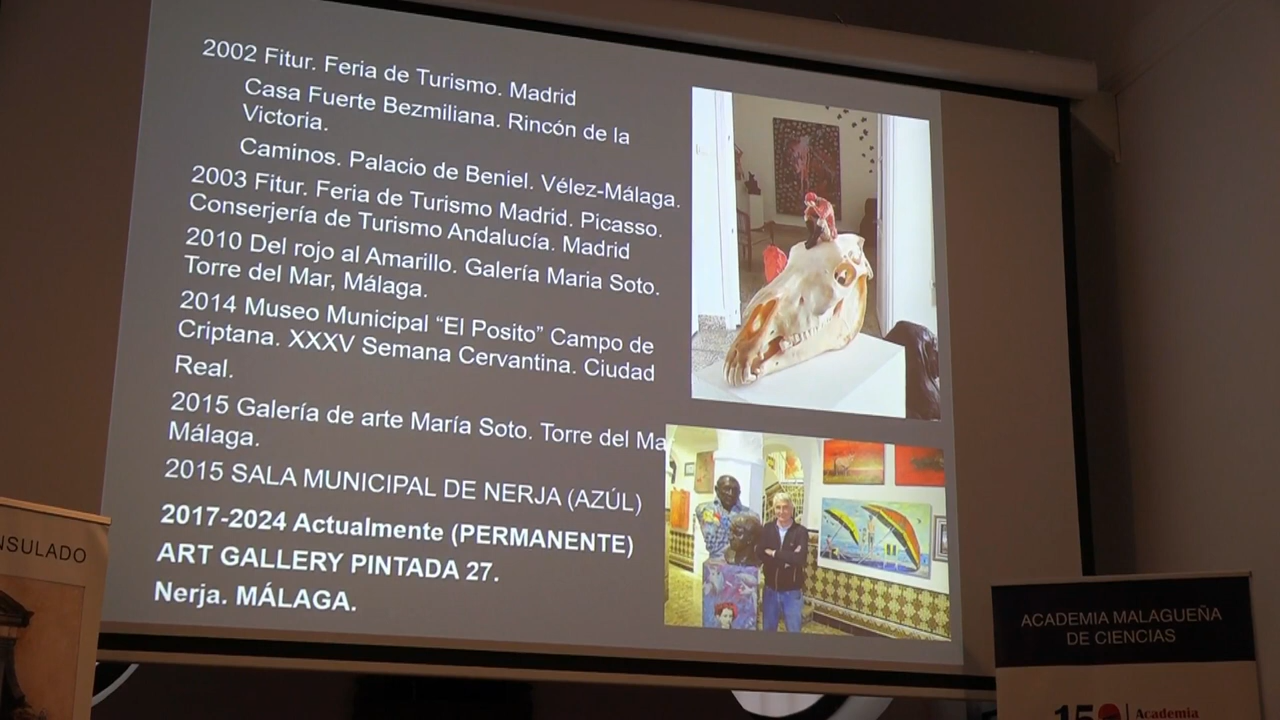 2002 Fitur. Feria de Turismo. Madrid
Casa Fuerte Bezmiliana. Rincón de la
Victoria.
Caminos. Palacio de Beniel. Vélez-Málaga.
2003 Fitur. Feria de Turismo Madrid. Picasso.
Conserjería de Turismo Andalucía. Madrid
2010 Del rojo al Amarillo. Galería Maria Soto.
Torre del Mar, Málaga.
2014 Museo Municipal “El Posito” Campo de
Criptana. XXXV Semana Cervantina. Ciudad
Real.
2015 Galería de arte María Soto. Torre del Ma
Málaga.
2015 SALA MUNICIPAL DE NERJA (AZÚL)
2017-2024 Actualmente (PERMANENTE)
ART GALLERY PINTADA 27.
Nerja. MÁLAGA.
NSULADO
ACADEMIA MALAGUEÑA
DE CIENCIAS
Academia